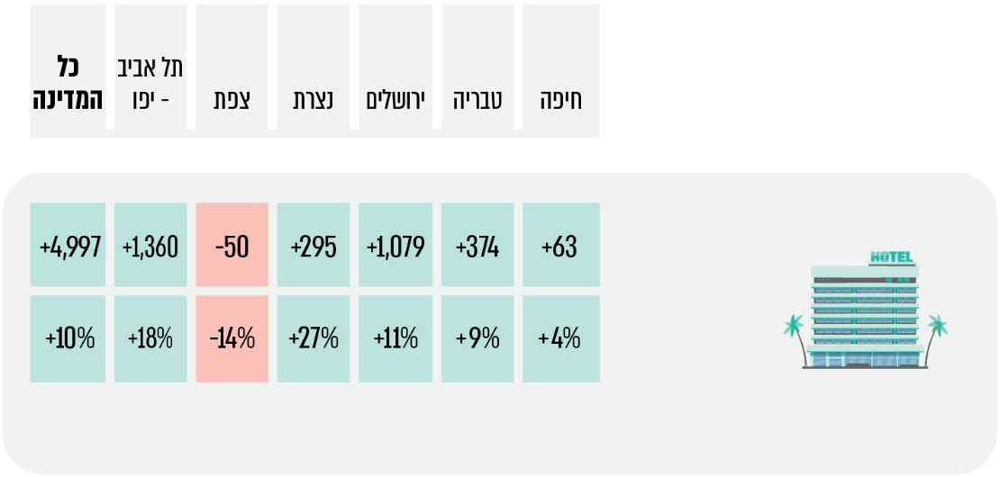 חיפה
טבריה
ירושלים
נצרת
צפת
תל אביב
- יפו
כל
המדינה
+63
+374
+1,079
+295
-50
+1,360
+4,997
HOTEL
+4%
+9%
+11%
+27%
-14%
+18%
+10%